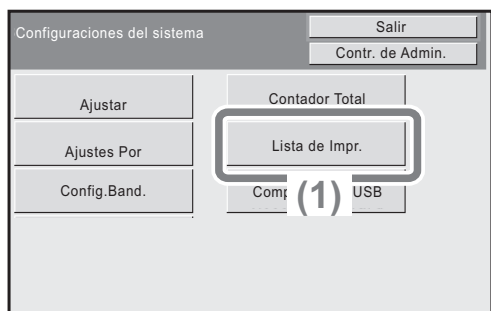 Configuraciones del sistema
Salir
Contr. de Admin.
Ajustar
Contador Total
Ajustes Por
Lista de Impr.
Config.Band.
USB
(1)